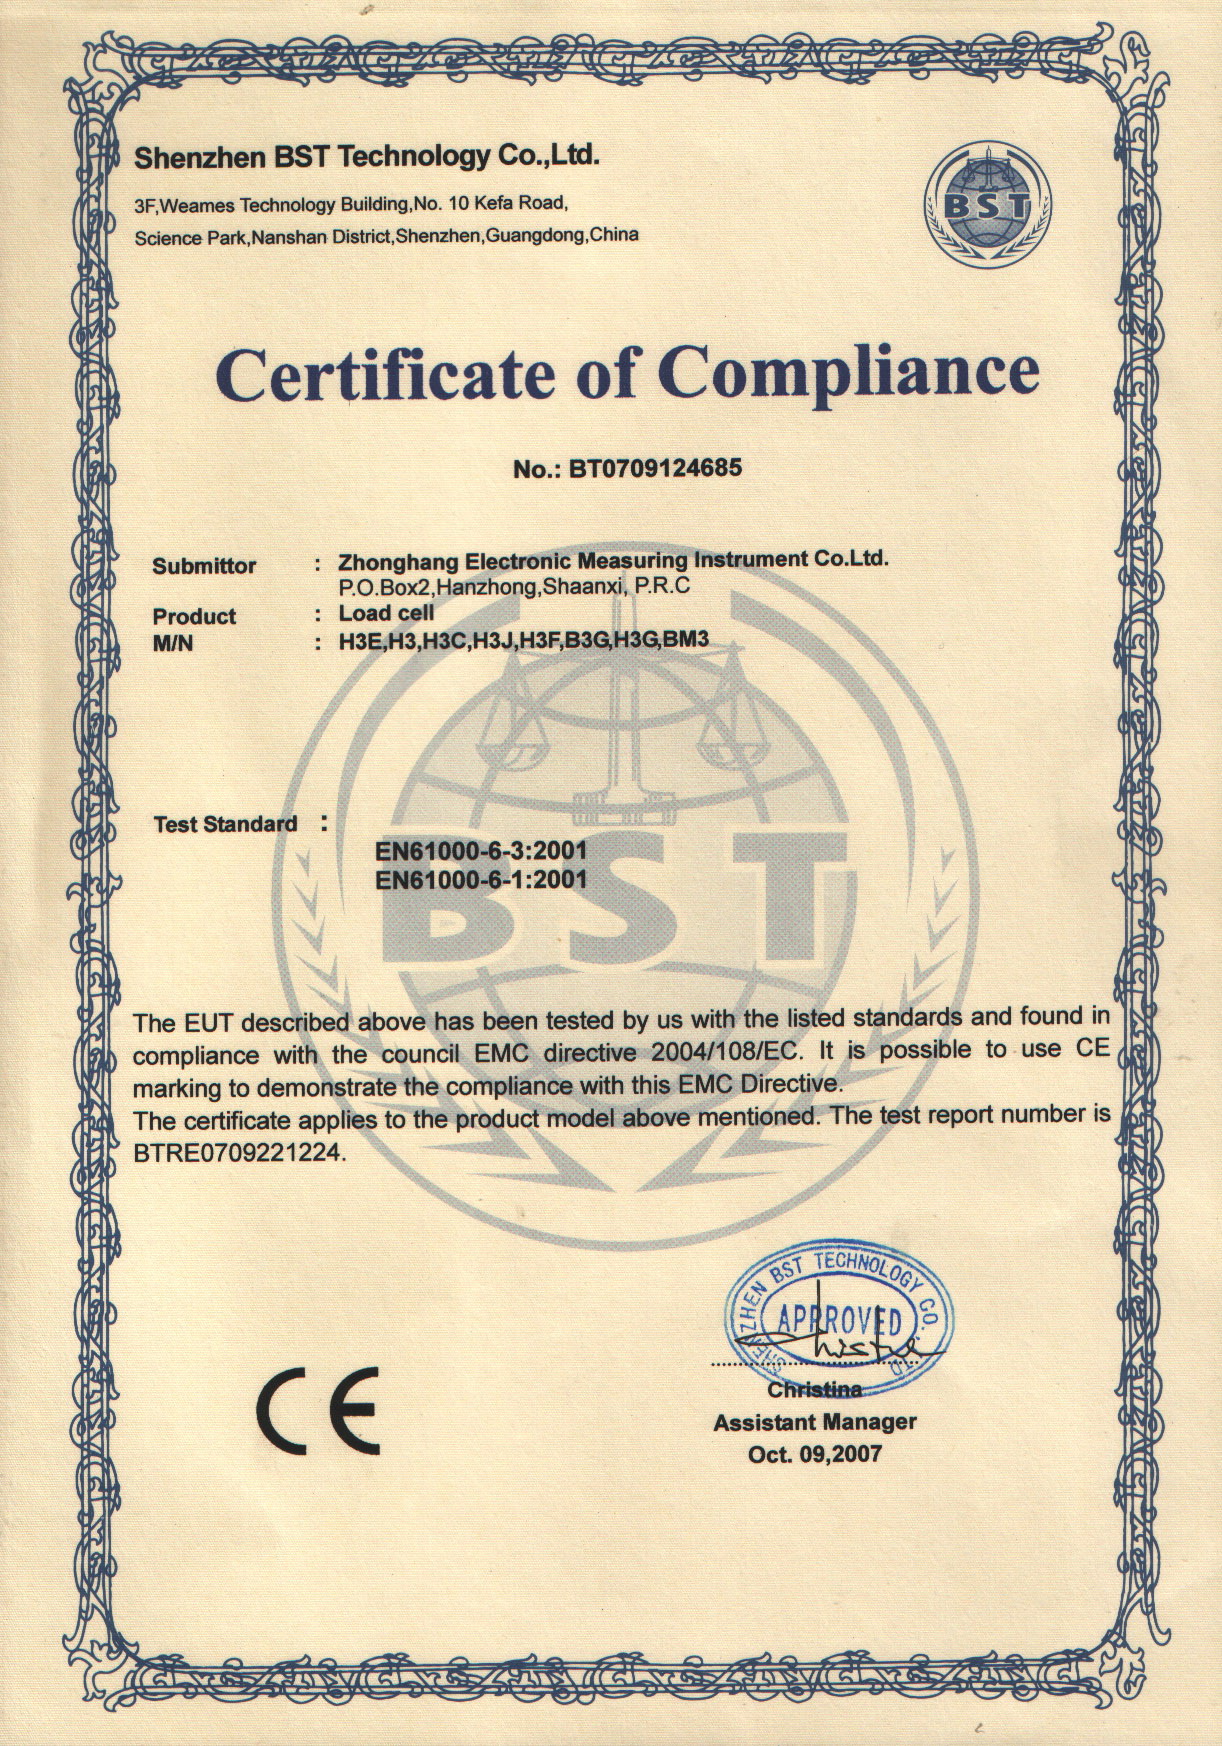 Shenzhen BST Technology Co.,Ltd.
3F,Weames Technology Building,No. 10 Kefa Road,
Science Park,Nanshan District,Shenzhen,Guangdong,China
BST
Certificate of Compliance
No.: BT0709124685
Submittor : Zhonghang Electronic Measuring Instrument Co.Ltd.
P.O.Box2,Hanzhong,Shaanxi, P.R.C
Product : Load cell
M/N : H3E,H3,H3C,H3J,H3F,B3G,H3G,BM3
Test Standard :
EN61000-6-3:2001
EN61000-6-1:2001
BST
The EUT described above has been tested by us with the listed standards and found in
compliance with the council EMC directive 2004/108/EC. It is possible to use CE
marking to demonstrate the compliance with this EMC Directive.
The certificate applies to the product model above mentioned. The test report number is
BTRE0709221224.
SHENZHEN BST TECHNOLOGY CO., LTD
APPROVED
Christina
CE
Christina
Assistant Manager
Oct. 09,2007